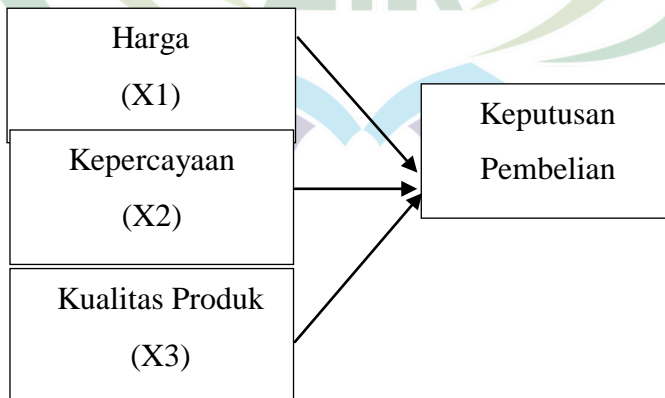 Harga
(X1)
Kepercayaan
(X2)
Kualitas Produk
(X3)
Keputusan
Pembelian